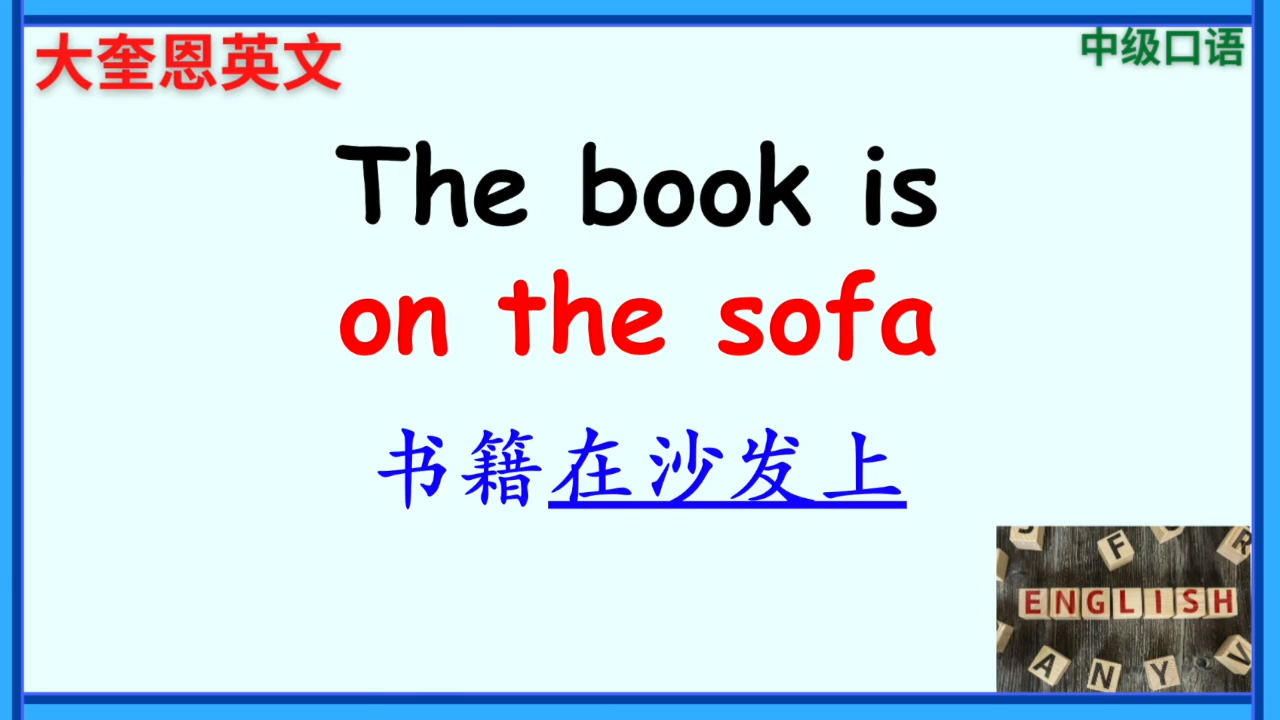 大奎恩英文
中级口语
The book is
on the sofa
书籍在沙发上
F
R
ENGLISH
A N Y V